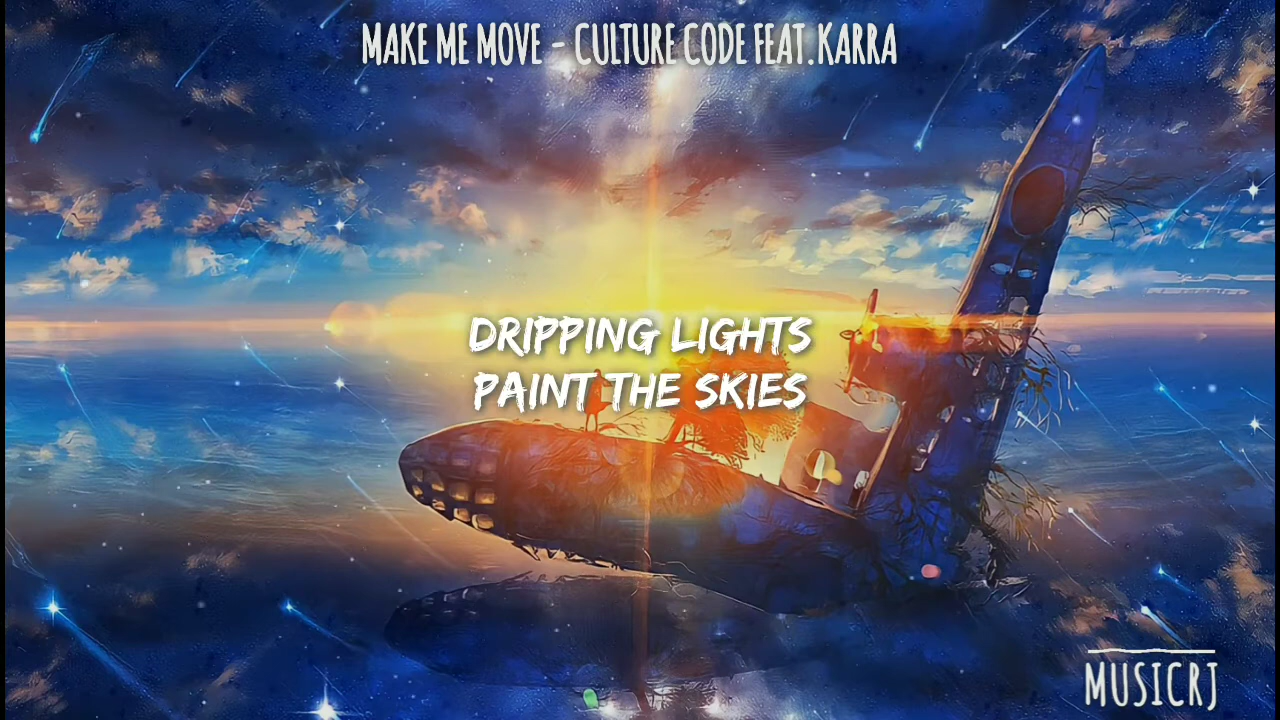 MAKE ME MOVE - CULTURE CODE FEAT. KARRA
DRIPPING LIGHTS
PAINT THE SKIES
MUSICRJ